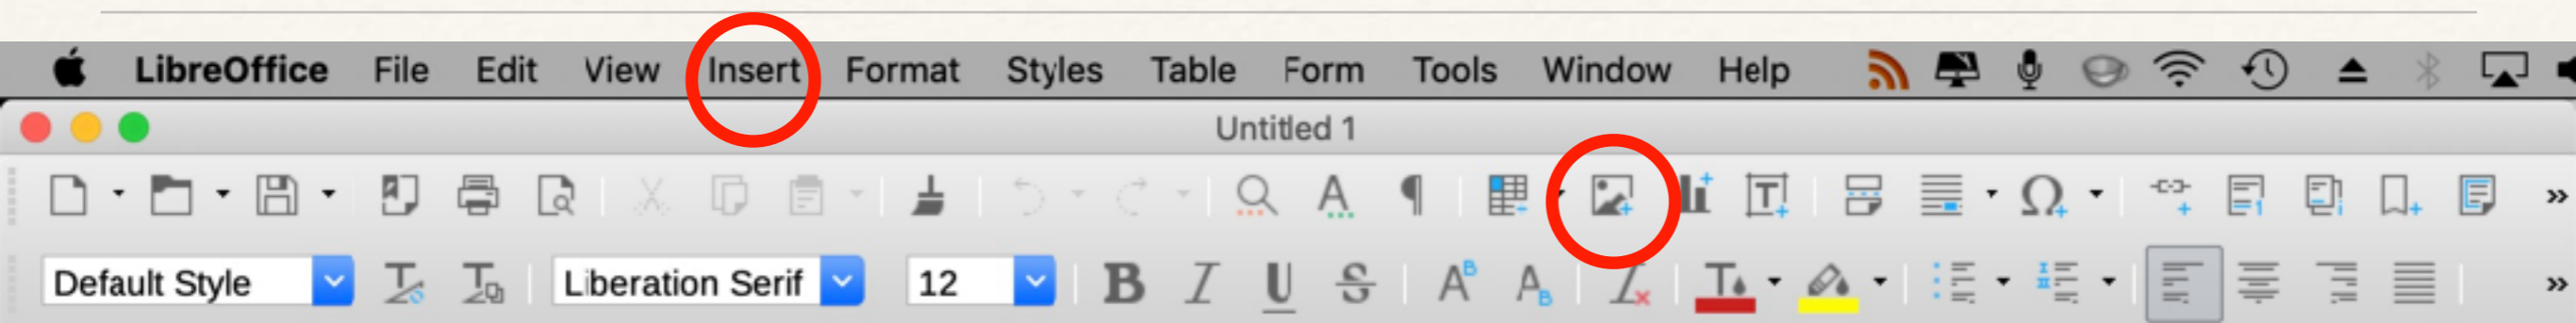 LibreOffice File Edit View Insert Format Styles Table Form Tools Window Help
Untitled 1
Default Style Liberation Serif 12